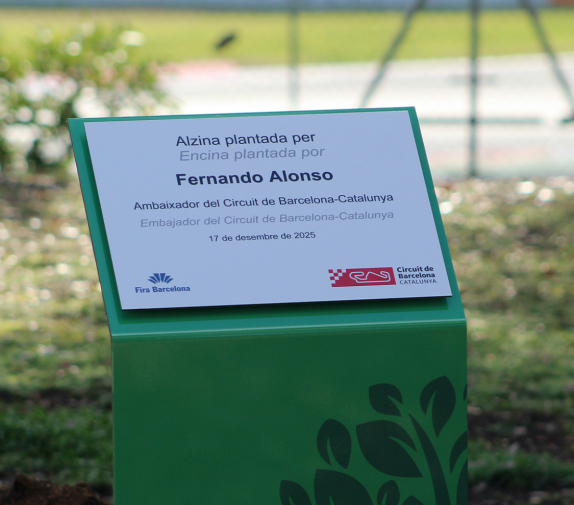 Alzina plantada per
Encina plantada por
Fernando Alonso
Ambaixador del Circuit de Barcelona-Catalunya
Embajador del Circuit de Barcelona-Catalunya
17 de desembre de 2025
Fira Barcelona
Circuit de
Barcelona
CATALUNYA